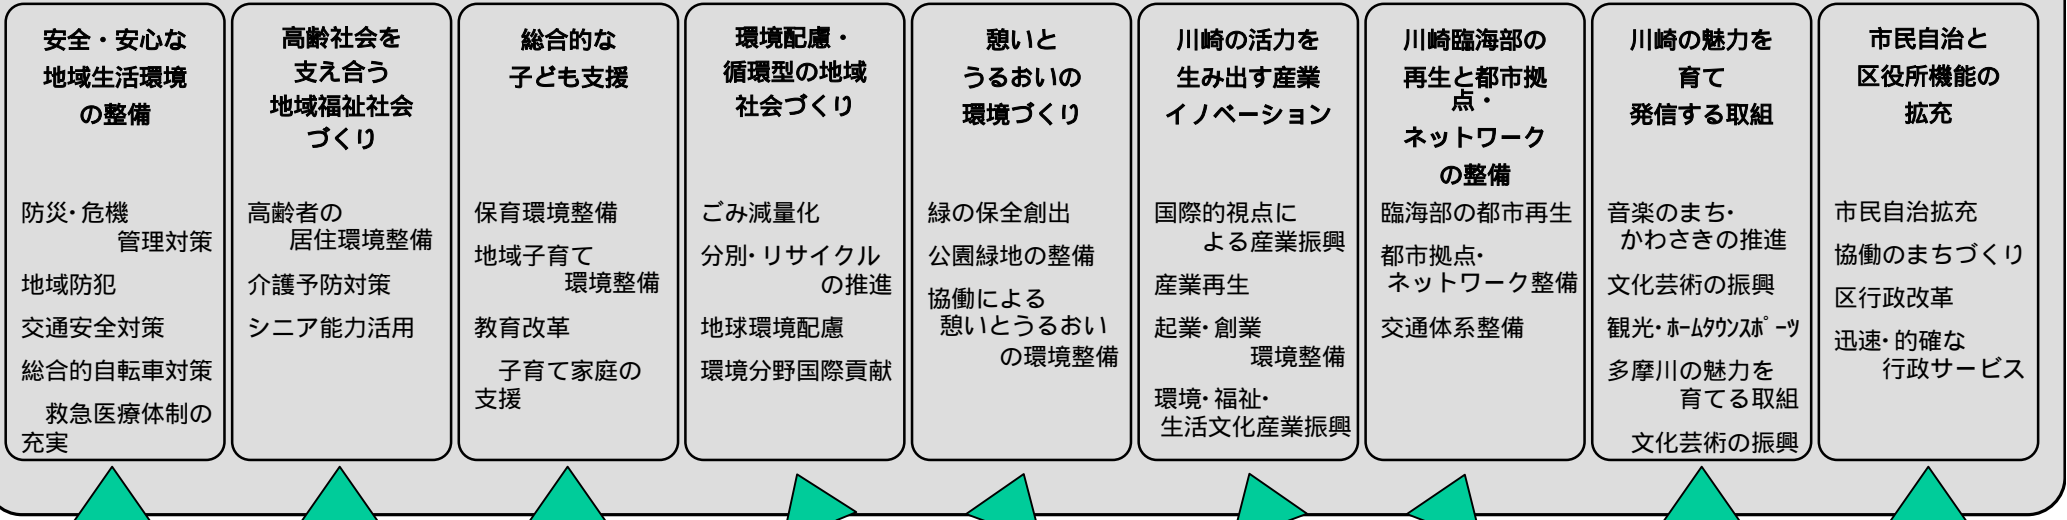 安全・安心な
地域生活環境
の整備
防災・危機
管理対策
地域防犯
交通安全対策
総合的自転車対策
救急医療体制の
充実
高齢社会を
支え合う
地域福祉社会
づくり
高齢者の
居住環境整備
介護予防対策
シニア能力活用
総合的な
子ども支援
保育環境整備
地域子育て
環境整備
教育改革
子育て家庭の
支援
環境配慮・
循環型の地域
社会づくり
ごみ減量化
分別・リサイクル
の推進
地球環境配慮
環境分野国際貢献
憩いと
うるおいの
環境づくり
緑の保全創出
公園緑地の整備
協働による
憩いとうるおい
の環境整備
川崎の活力を
生み出す産業
イノベーション
国際的視点に
よる産業振興
産業再生
起業・創業
環境整備
環境・福祉・
生活文化産業振興
川崎臨海部の
再生と都市拠
点・
ネットワーク
の整備
臨海部の都市再生
都市拠点・
ネットワーク整備
交通体系整備
川崎の魅力を
育て
発信する取組
音楽のまち・
かわさきの推進
文化芸術の振興
観光・ホームタウンスポーツ
多摩川の魅力を
育てる取組
文化芸術の振興
市民自治と
区役所機能の
拡充
市民自治拡充
協働のまちづくり
区行政改革
迅速・的確な
行政サービス